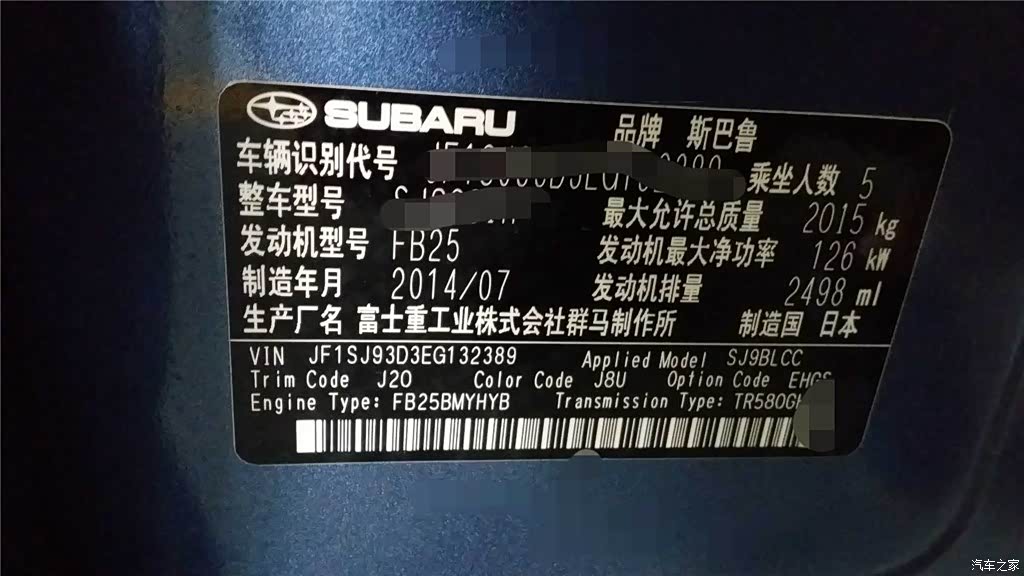 SUBARU
品牌 斯巴鲁
车辆识别代号
乘坐人数 5
整车型号
最大允许总质量 2015 kg
发动机型号 FB25
发动机最大净功率 126 kW
制造年月 2014/07
发动机排量 2498 ml
生产厂名 富士重工业株式会社群马制作所 制造国 日本
VIN JF1SJ93D3EG132389 Applied Model SJ9BLCC
Trim Code J20 Color Code J8U Option Code EHGS
Engine Type: FB25BMYHYB Transmission Type: TR580G
汽车之家